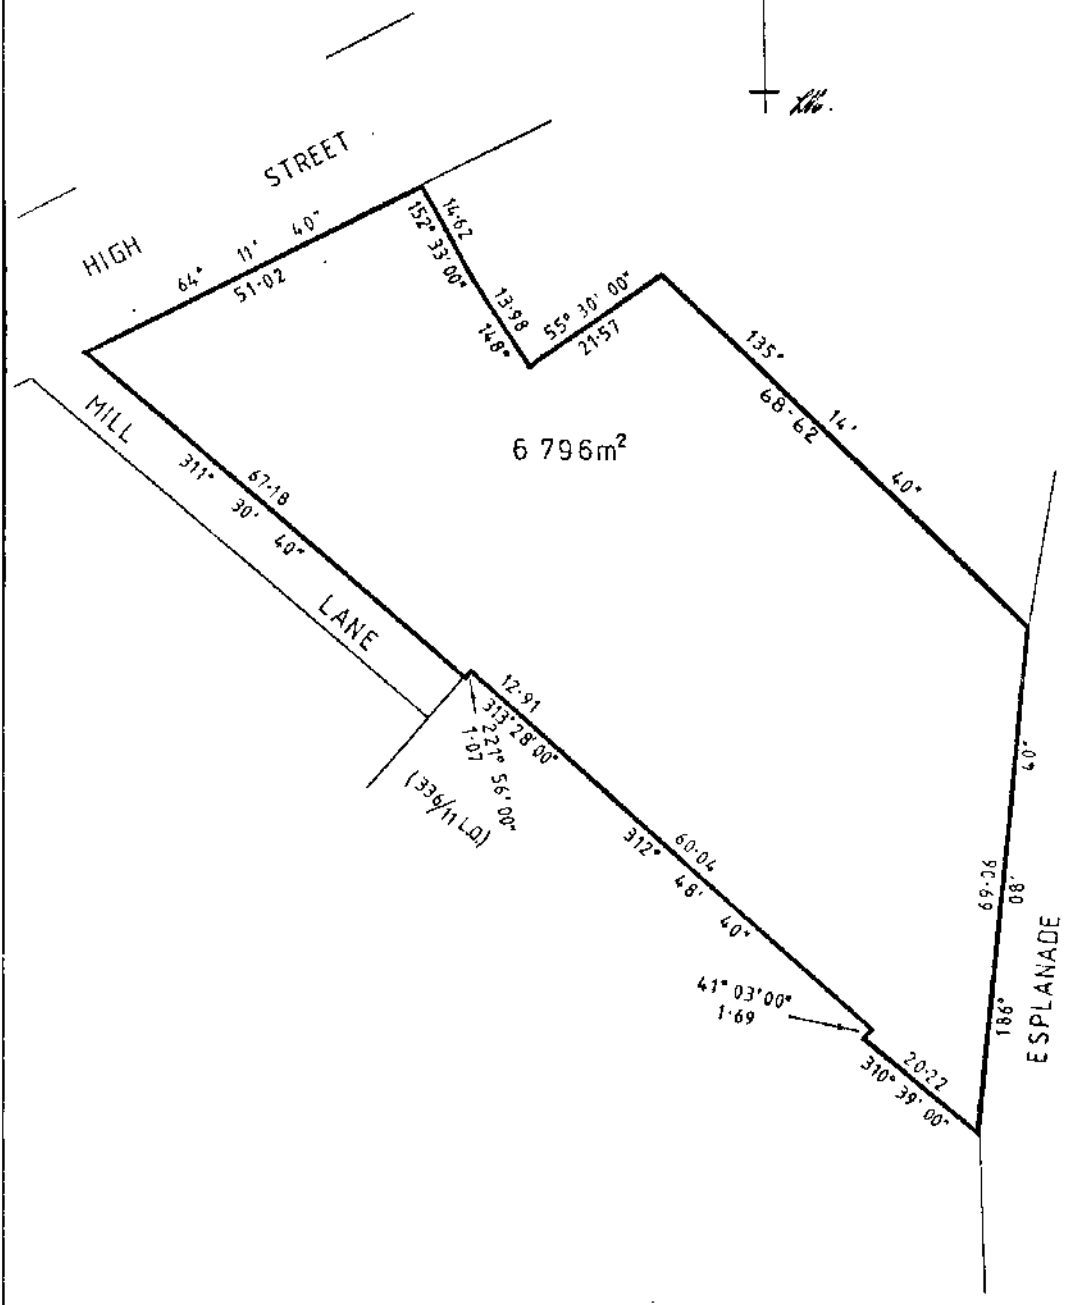 HIGH STREET
64° 11' 40"
51·02
14·62
152° 33' 00"
13·98
148°
55° 30' 00"
21·57
135° 14' 40"
68-62
6 796m²
MILL LANE
67·18
311° 30' 40"
12·91
313° 28' 00"
227° 56' 00"
1·07
(336/11 L.O.)
60·04
312° 48' 40"
41° 03' 00"
1·69
20·22
310° 39' 00"
69·06
186° 08' 40"
ESPLANADE